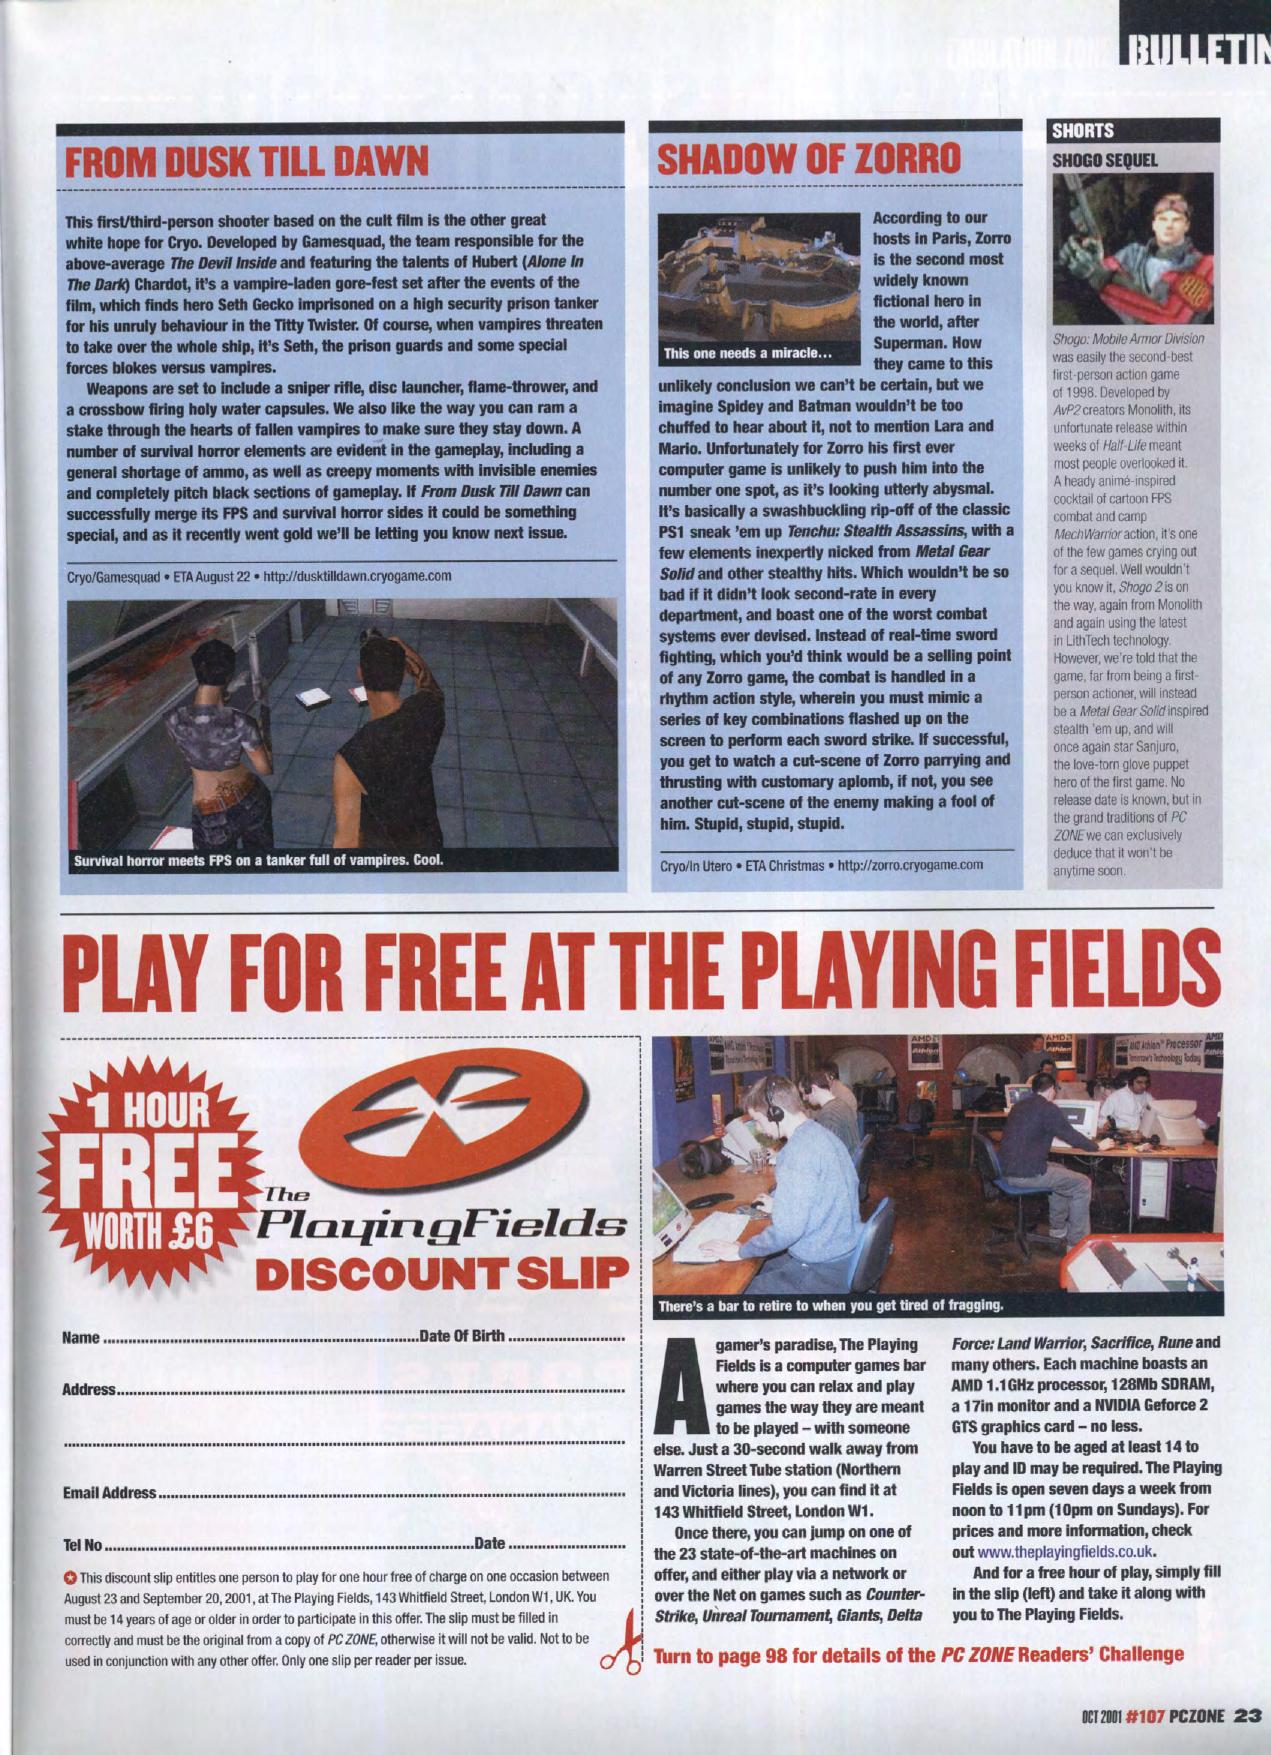 BULLETIN
FROM DUSK TILL DAWN
This first/third-person shooter based on the cult film is the other great
white hope for Cryo. Developed by Gamesquad, the team responsible for the
above-average The Devil Inside and featuring the talents of Hubert (Alone In
The Dark) Chardot, it's a vampire-laden gore-fest set after the events of the
film, which finds hero Seth Gecko imprisoned on a high security prison tanker
for his unruly behaviour in the Titty Twister. Of course, when vampires threaten
to take over the whole ship, it's Seth, the prison guards and some special
forces blokes versus vampires.
Weapons are set to include a sniper rifle, disc launcher, flame-thrower, and
a crossbow firing holy water capsules. We also like the way you can ram a
stake through the hearts of fallen vampires to make sure they stay down. A
number of survival horror elements are evident in the gameplay, including a
general shortage of ammo, as well as creepy moments with invisible enemies
and completely pitch black sections of gameplay. If From Dusk Till Dawn can
successfully merge its FPS and survival horror sides it could be something
special, and as it recently went gold we'll be letting you know next issue.
Cryo/Gamesquad • ETA August 22 • http://dusktilldawn.cryogame.com
Survival horror meets FPS on a tanker full of vampires. Cool.
SHADOW OF ZORRO
This one needs a miracle...
According to our
hosts in Paris, Zorro
is the second most
widely known
fictional hero in
the world, after
Superman. How
they came to this
unlikely conclusion we can't be certain, but we
imagine Spidey and Batman wouldn't be too
chuffed to hear about it, not to mention Lara and
Mario. Unfortunately for Zorro his first ever
computer game is unlikely to push him into the
number one spot, as it's looking utterly abysmal.
It's basically a swashbuckling rip-off of the classic
PS1 sneak 'em up Tenchu: Stealth Assassins, with a
few elements inexpertly nicked from Metal Gear
Solid and other stealthy hits. Which wouldn't be so
bad if it didn't look second-rate in every
department, and boast one of the worst combat
systems ever devised. Instead of real-time sword
fighting, which you'd think would be a selling point
of any Zorro game, the combat is handled in a
rhythm action style, wherein you must mimic a
series of key combinations flashed up on the
screen to perform each sword strike. If successful,
you get to watch a cut-scene of Zorro parrying and
thrusting with customary aplomb, if not, you see
another cut-scene of the enemy making a fool of
him. Stupid, stupid, stupid.
Cryo/In Utero • ETA Christmas • http://zorro.cryogame.com
SHORTS
SHOGO SEQUEL
Shogo: Mobile Armor Division
was easily the second-best
first-person action game
of 1998. Developed by
AvP2 creators Monolith, its
unfortunate release within
weeks of Half-Life meant
most people overlooked it.
A heady animé-inspired
cocktail of cartoon FPS
combat and camp
MechWarrior action, it's one
of the few games crying out
for a sequel. Well wouldn't
you know it, Shogo 2 is on
the way, again from Monolith
and again using the latest
in LithTech technology.
However, we're told that the
game, far from being a first-
person actioner, will instead
be a Metal Gear Solid inspired
stealth 'em up, and will
once again star Sanjuro,
the love-torn glove puppet
hero of the first game. No
release date is known, but in
the grand traditions of PC
ZONE we can exclusively
deduce that it won't be
anytime soon.
PLAY FOR FREE AT THE PLAYING FIELDS
1 HOUR
FREE
WORTH £6
The
PlayingFields
DISCOUNT SLIP
Name Date Of Birth
Address
Email Address
Tel No Date
This discount slip entitles one person to play for one hour free of charge on one occasion between
August 23 and September 20, 2001, at The Playing Fields, 143 Whitfield Street, London W1, UK. You
must be 14 years of age or older in order to participate in this offer. The slip must be filled in
correctly and must be the original from a copy of PC ZONE, otherwise it will not be valid. Not to be
used in conjunction with any other offer. Only one slip per reader per issue.
AMD Athlon™ Processor
Tomorrow's Technology Today
AMD
Athlon
There's a bar to retire to when you get tired of fragging.
A gamer's paradise, The Playing
Fields is a computer games bar
where you can relax and play
games the way they are meant
to be played – with someone
else. Just a 30-second walk away from
Warren Street Tube station (Northern
and Victoria lines), you can find it at
143 Whitfield Street, London W1.
Once there, you can jump on one of
the 23 state-of-the-art machines on
offer, and either play via a network or
over the Net on games such as Counter-
Strike, Unreal Tournament, Giants, Delta
Force: Land Warrior, Sacrifice, Rune and
many others. Each machine boasts an
AMD 1.1GHz processor, 128Mb SDRAM,
a 17in monitor and a NVIDIA Geforce 2
GTS graphics card – no less.
You have to be aged at least 14 to
play and ID may be required. The Playing
Fields is open seven days a week from
noon to 11pm (10pm on Sundays). For
prices and more information, check
out www.theplayingfields.co.uk.
And for a free hour of play, simply fill
in the slip (left) and take it along with
you to The Playing Fields.
Turn to page 98 for details of the PC ZONE Readers' Challenge
OCT 2001 #107 PCZONE 23